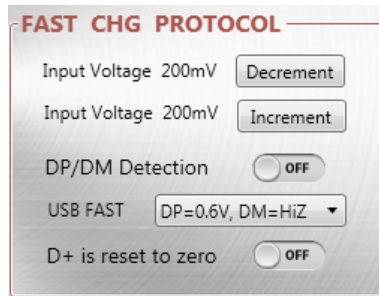 FAST CHG PROTOCOL
Input Voltage 200mV Decrement
Input Voltage 200mV Increment
DP/DM Detection OFF
USB FAST DP=0.6V, DM=HiZ
D+ is reset to zero OFF